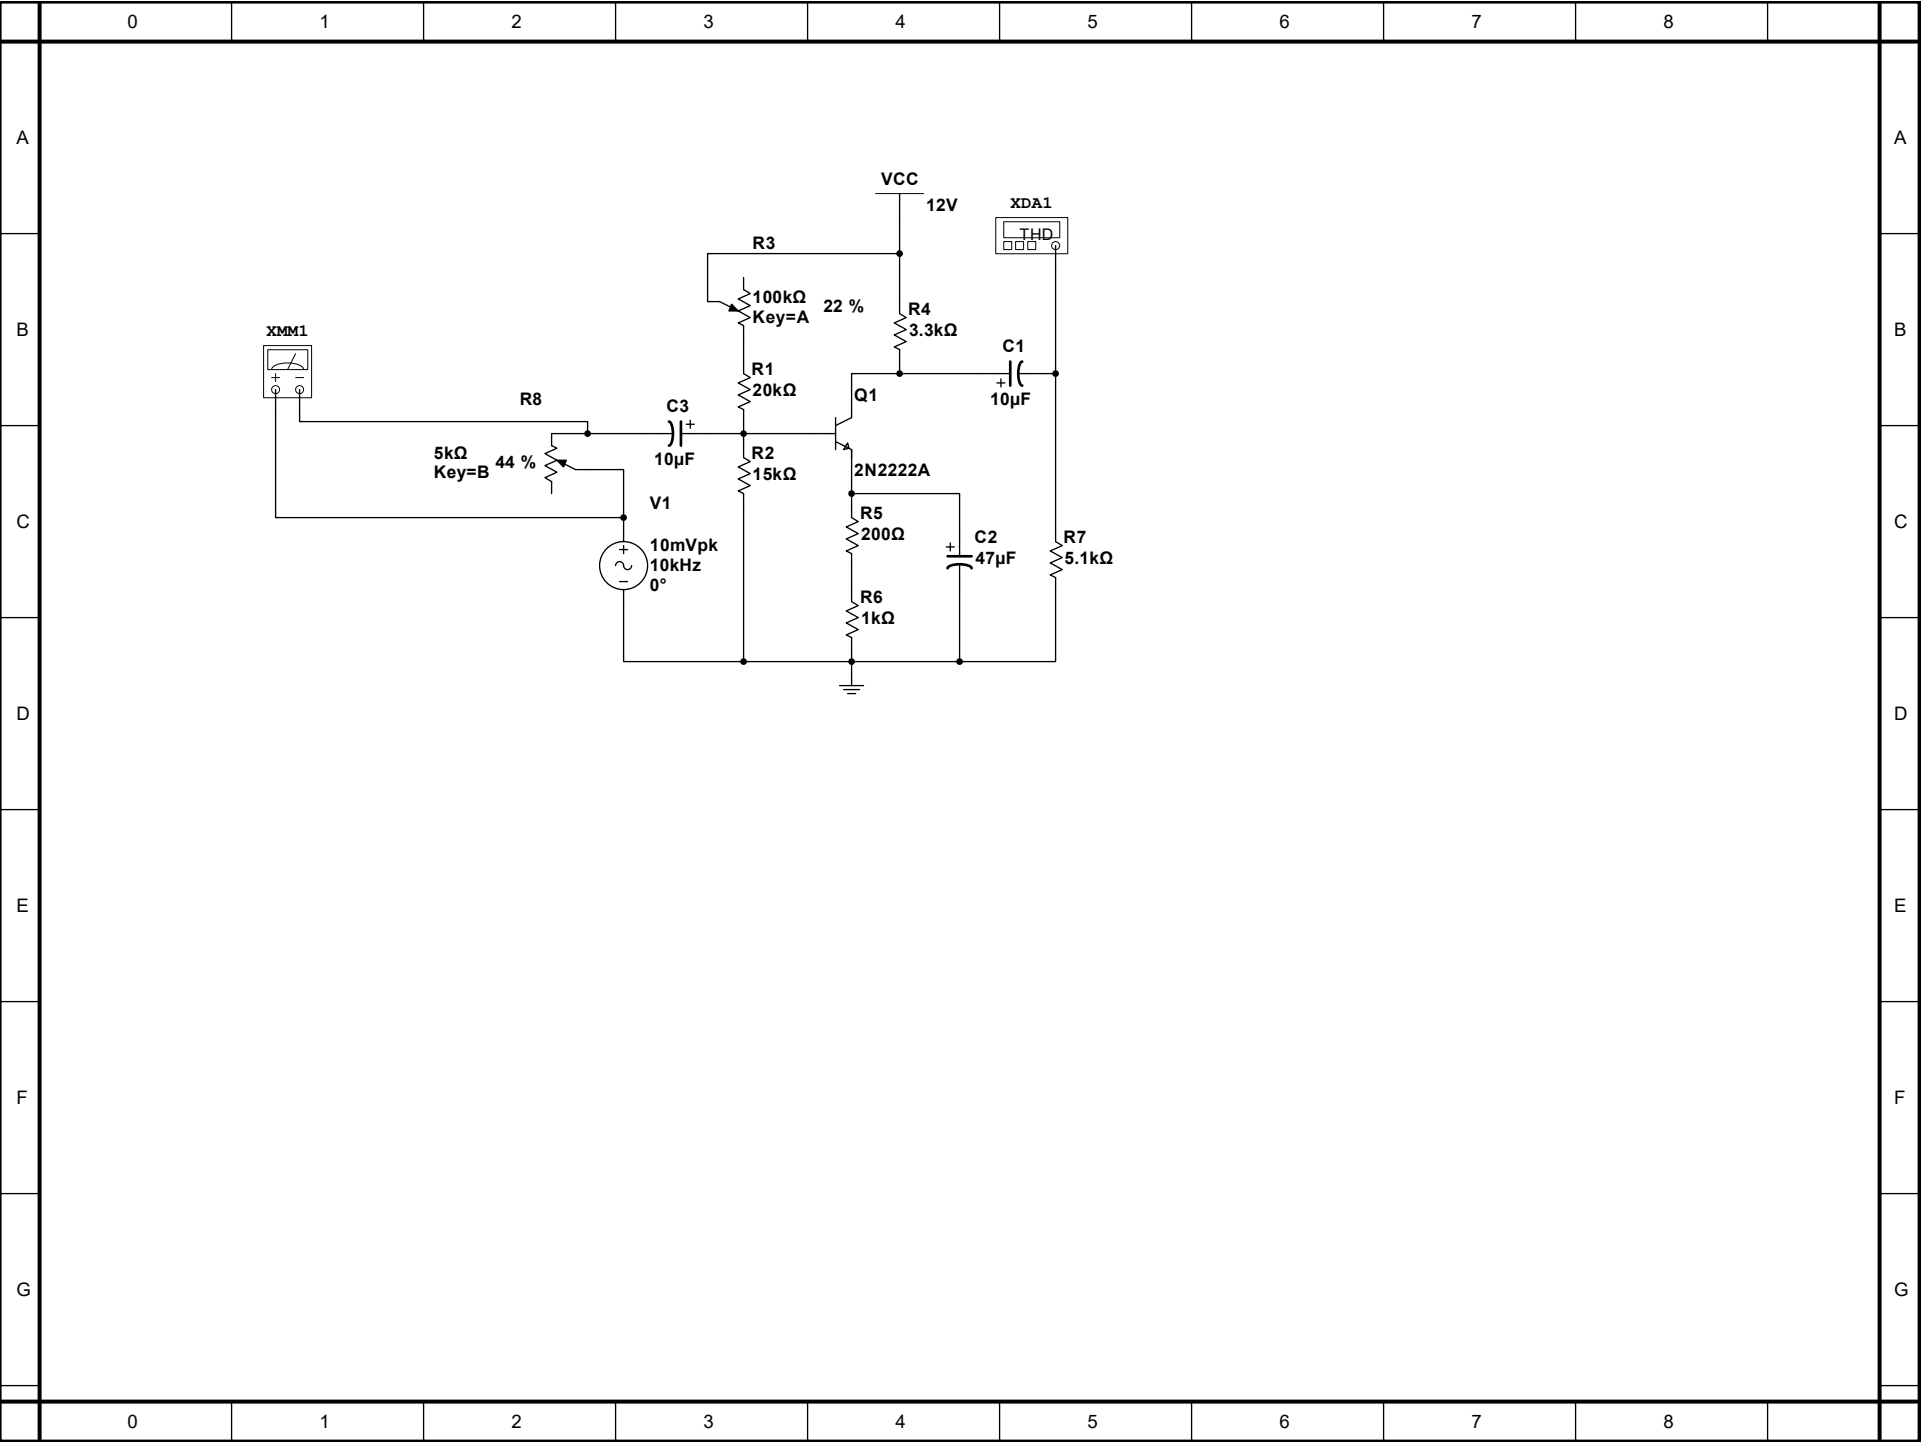 0 1 2 3 4 5 6 7 8
A A
VCC
12V
XDA1
THD
R3
100kΩ
Key=A
22 %
R4
3.3kΩ
B B
XMM1
+ −
C1
+
10µF
R1
20kΩ
Q1
R8
C3
+
10µF
5kΩ
Key=B
44 %
R2
15kΩ
2N2222A
V1
C C
R5
200Ω
+
C2
47µF
R7
5.1kΩ
+
−
10mVpk
10kHz
0°
R6
1kΩ
D D
E E
F F
G G
0 1 2 3 4 5 6 7 8